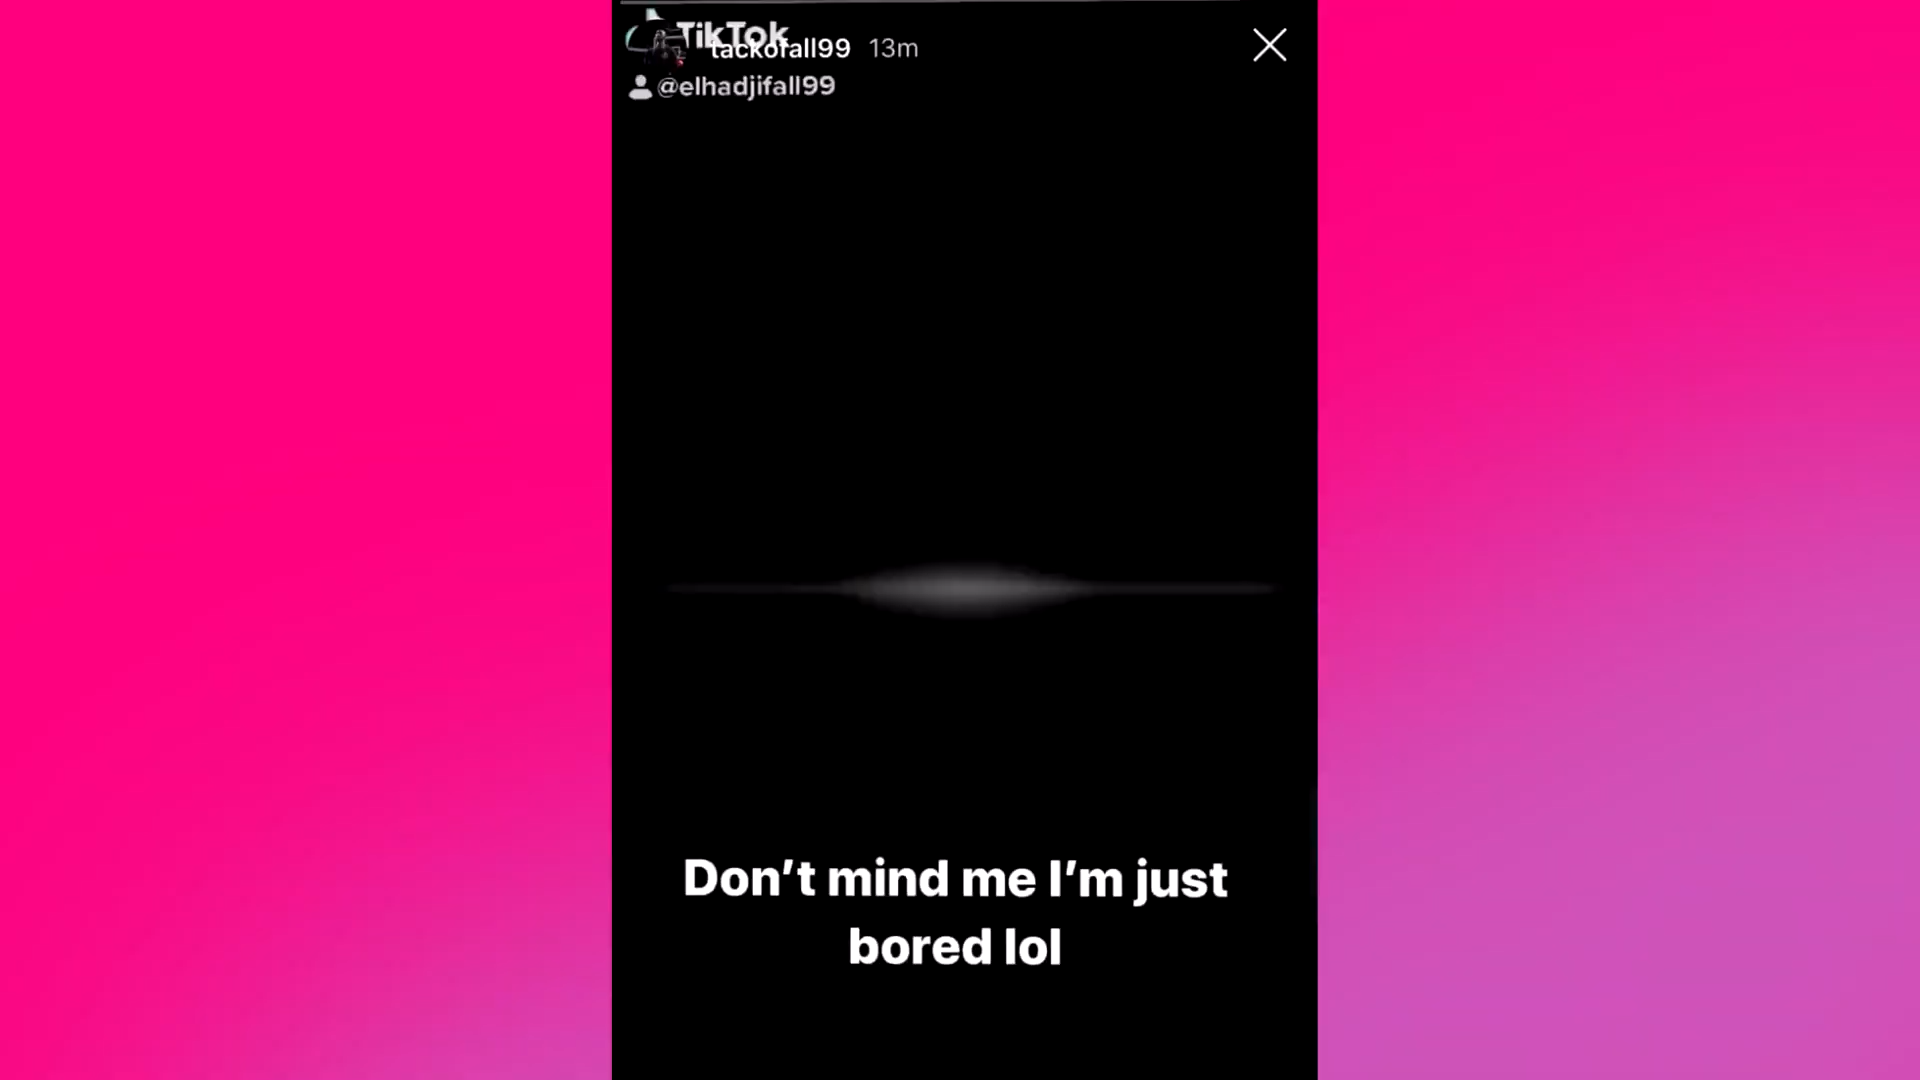 TikTok
tackofall99 13m
@elhadjifall99
Don’t mind me I’m just
bored lol